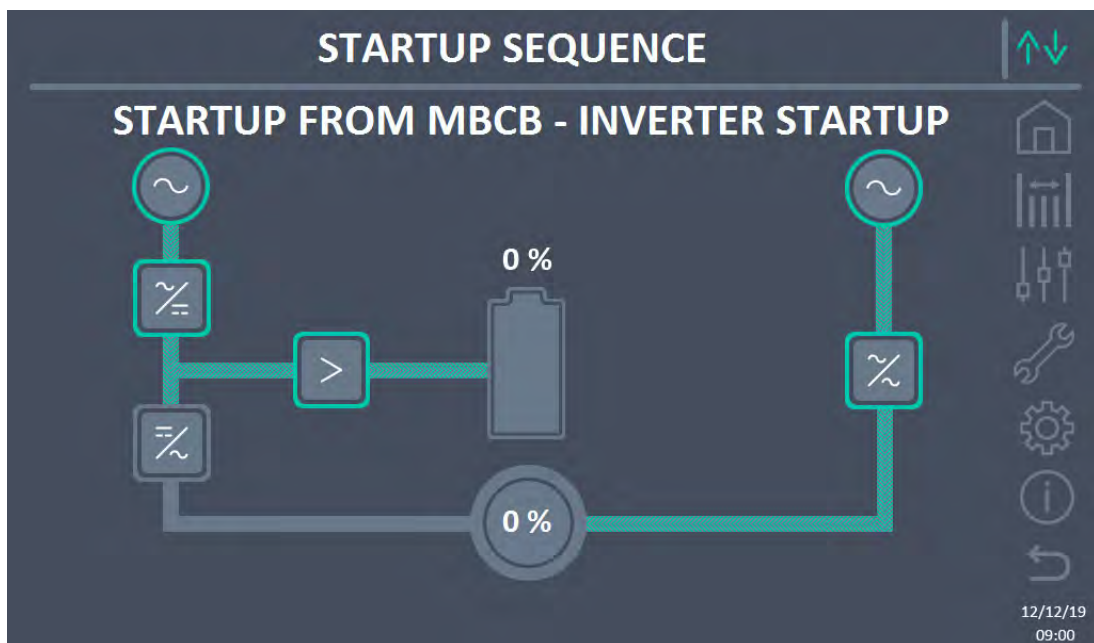 STARTUP SEQUENCE
STARTUP FROM MBCB - INVERTER STARTUP
0 %
0 %
12/12/19
09:00